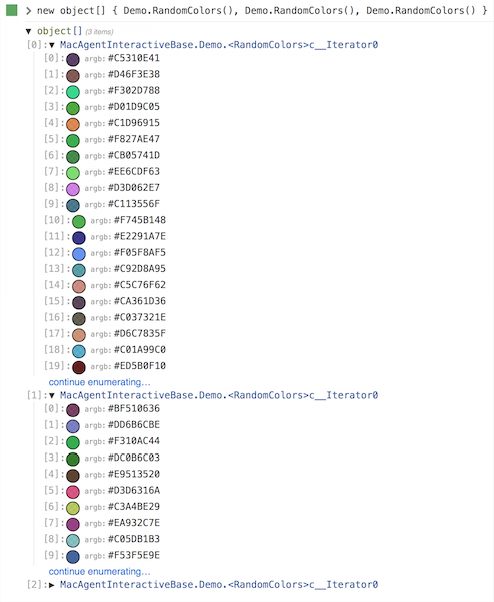 > new object[] { Demo.RandomColors(), Demo.RandomColors(), Demo.RandomColors() }
▼ object[] (3 items)
[0]:▼ MacAgentInteractiveBase.Demo.<RandomColors>c__Iterator0
[0]: argb: #C5310E41
[1]: argb: #D46F3E38
[2]: argb: #F302D788
[3]: argb: #D01D9C05
[4]: argb: #C1D96915
[5]: argb: #F827AE47
[6]: argb: #CB05741D
[7]: argb: #EE6CDF63
[8]: argb: #D3D062E7
[9]: argb: #C113556F
[10]: argb: #F745B148
[11]: argb: #E2291A7E
[12]: argb: #F05F8AF5
[13]: argb: #C92D8A95
[14]: argb: #C5C76F62
[15]: argb: #CA361D36
[16]: argb: #C037321E
[17]: argb: #D6C7835F
[18]: argb: #C01A99C0
[19]: argb: #ED5B0F10
continue enumerating…
[1]:▼ MacAgentInteractiveBase.Demo.<RandomColors>c__Iterator0
[0]: argb: #BF510636
[1]: argb: #DD6B6CBE
[2]: argb: #F310AC44
[3]: argb: #DC0B6C03
[4]: argb: #E9513520
[5]: argb: #D3D6316A
[6]: argb: #C3A4BE29
[7]: argb: #EA932C7E
[8]: argb: #C05DB1B3
[9]: argb: #F53F5E9E
continue enumerating…
[2]:▶ MacAgentInteractiveBase.Demo.<RandomColors>c__Iterator0